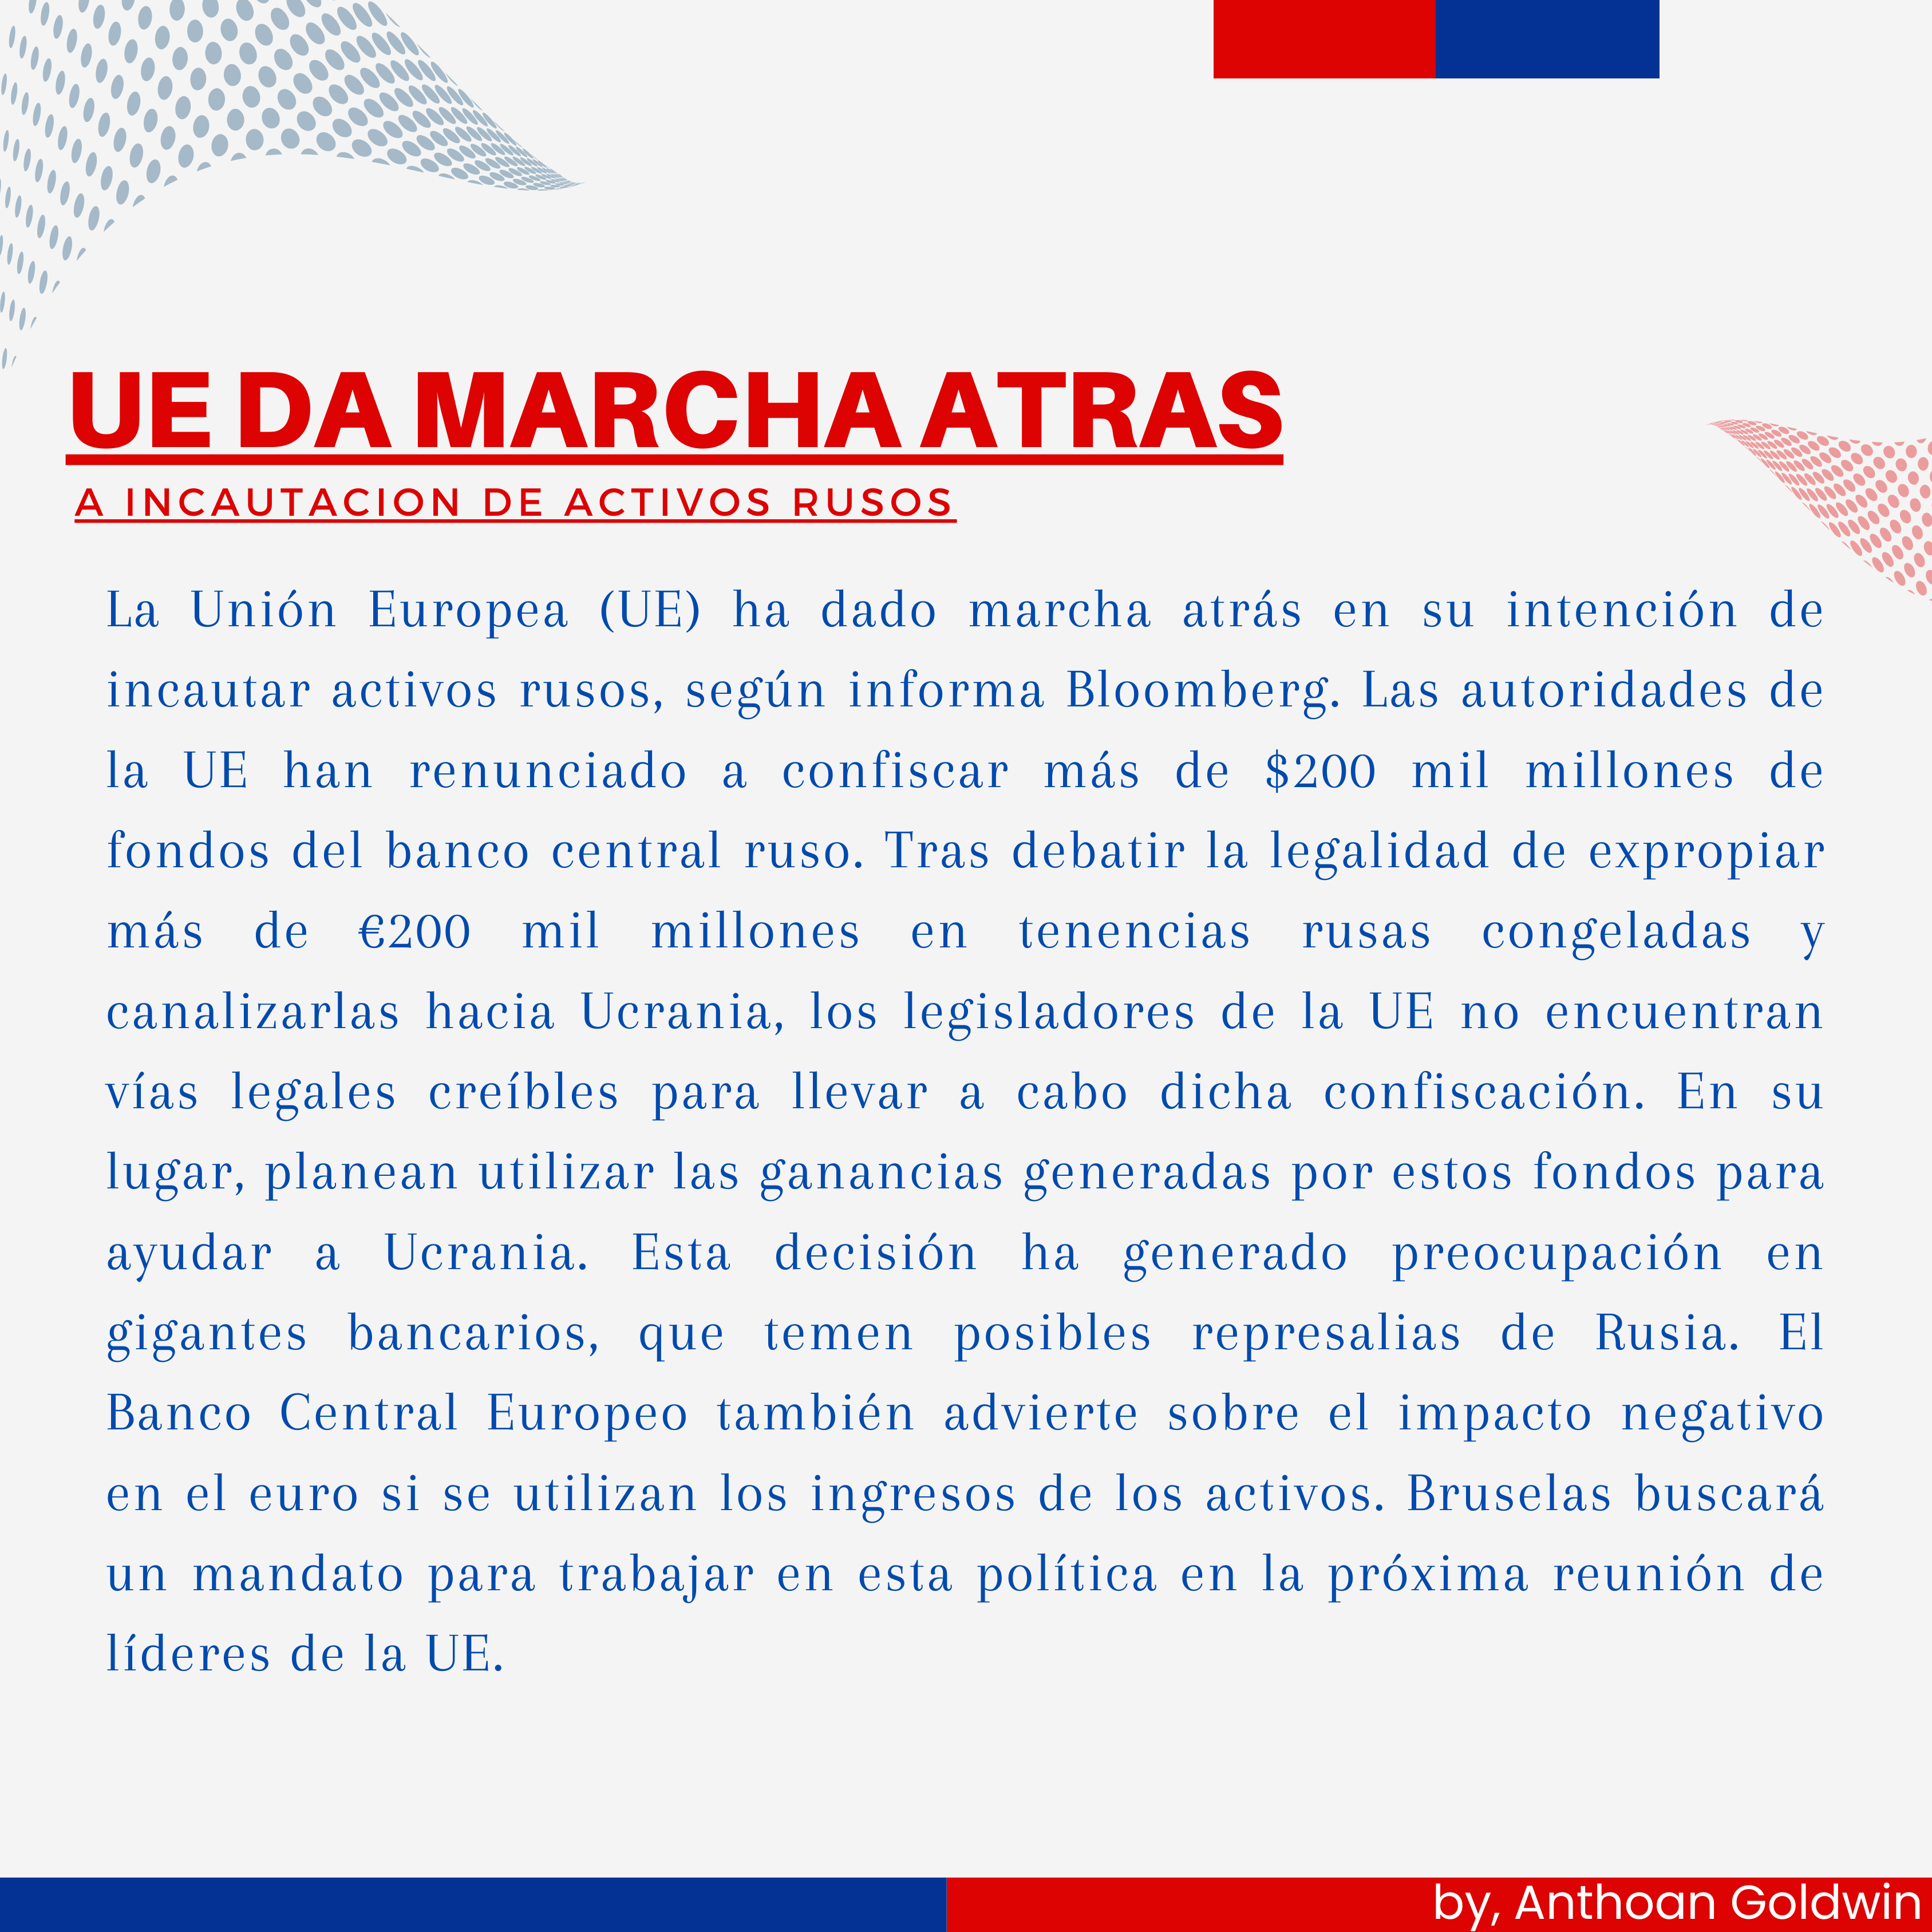 UE DA MARCHA ATRAS
A INCAUTACION DE ACTIVOS RUSOS
La Unión Europea (UE) ha dado marcha atrás en su intención de
incautar activos rusos, según informa Bloomberg. Las autoridades de
la UE han renunciado a confiscar más de $200 mil millones de
fondos del banco central ruso. Tras debatir la legalidad de expropiar
más de €200 mil millones en tenencias rusas congeladas y
canalizarlas hacia Ucrania, los legisladores de la UE no encuentran
vías legales creíbles para llevar a cabo dicha confiscación. En su
lugar, planean utilizar las ganancias generadas por estos fondos para
ayudar a Ucrania. Esta decisión ha generado preocupación en
gigantes bancarios, que temen posibles represalias de Rusia. El
Banco Central Europeo también advierte sobre el impacto negativo
en el euro si se utilizan los ingresos de los activos. Bruselas buscará
un mandato para trabajar en esta política en la próxima reunión de
líderes de la UE.
by, Anthoan Goldwin